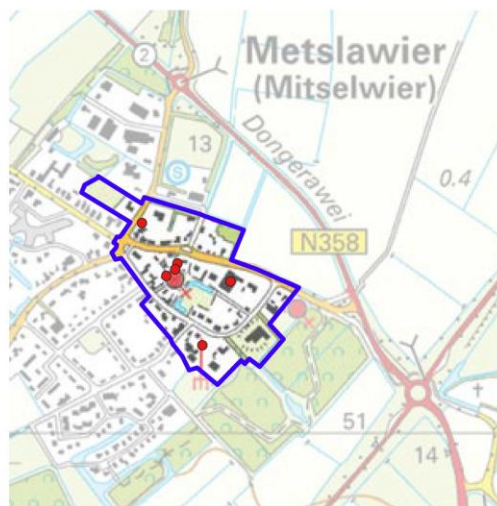 Metslawier
(Mitselwier)
2
Dongerawei
13
S
0.4
N358
m
51
14